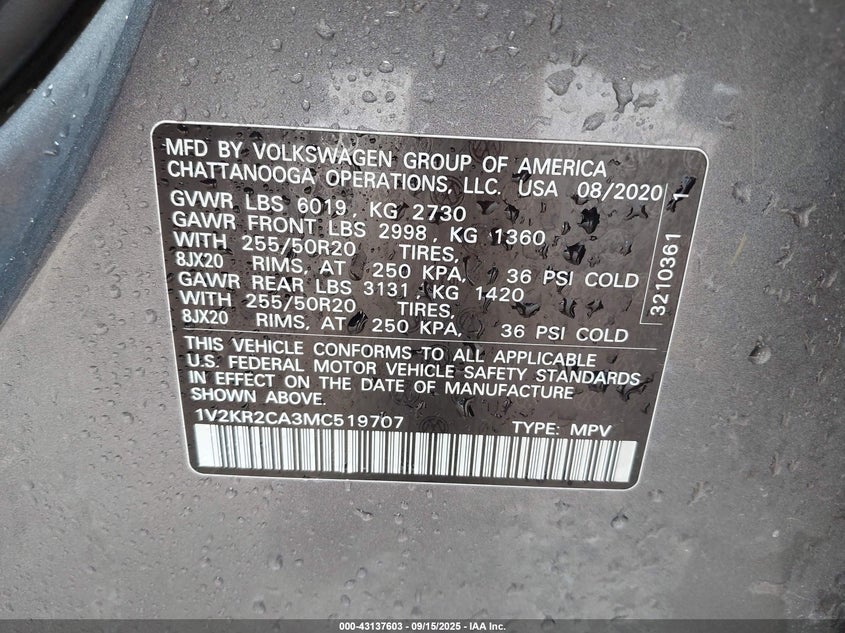 MFD BY VOLKSWAGEN GROUP OF AMERICA
CHATTANOOGA OPERATIONS, LLC. USA 08/2020
GVWR LBS 6019, KG 2730
GAWR FRONT LBS 2998, KG 1360
WITH 255/50R20 TIRES,
8JX20 RIMS, AT 250 KPA, 36 PSI COLD
GAWR REAR LBS 3131, KG 1420
WITH 255/50R20 TIRES,
8JX20 RIMS, AT 250 KPA, 36 PSI COLD
3210361 1
THIS VEHICLE CONFORMS TO ALL APPLICABLE
U.S. FEDERAL MOTOR VEHICLE SAFETY STANDARDS
IN EFFECT ON THE DATE OF MANUFACTURE
SHOWN ABOVE.
1V2KR2CA3MC519707 TYPE: MPV
000-43137603 - 09/15/2025 - IAA Inc.